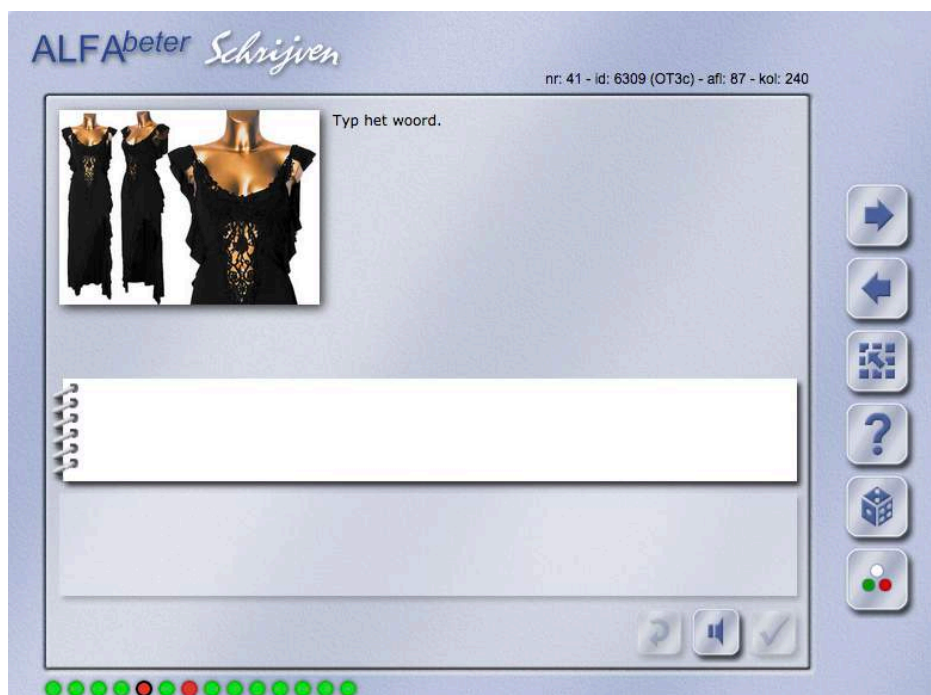 ALFAbeter Schrijven
nr: 41 - id: 6309 (OT3c) - afl: 87 - kol: 240
Typ het woord.
?